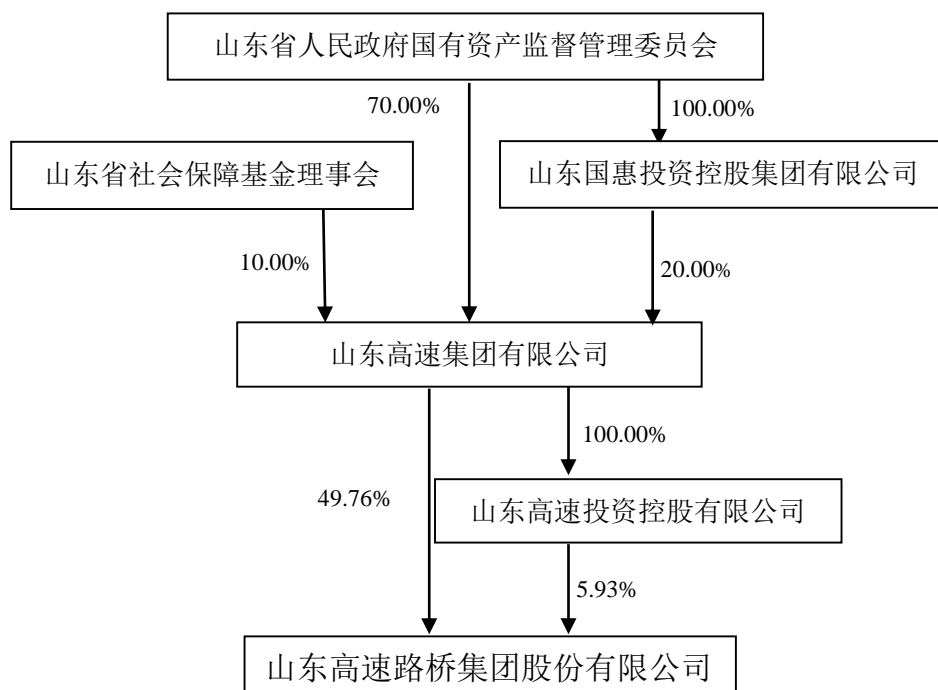 山东省人民政府国有资产监督管理委员会
70.00%
100.00%
山东省社会保障基金理事会
山东国惠投资控股集团有限公司
10.00%
20.00%
山东高速集团有限公司
100.00%
49.76%
山东高速投资控股有限公司
5.93%
山东高速路桥集团股份有限公司